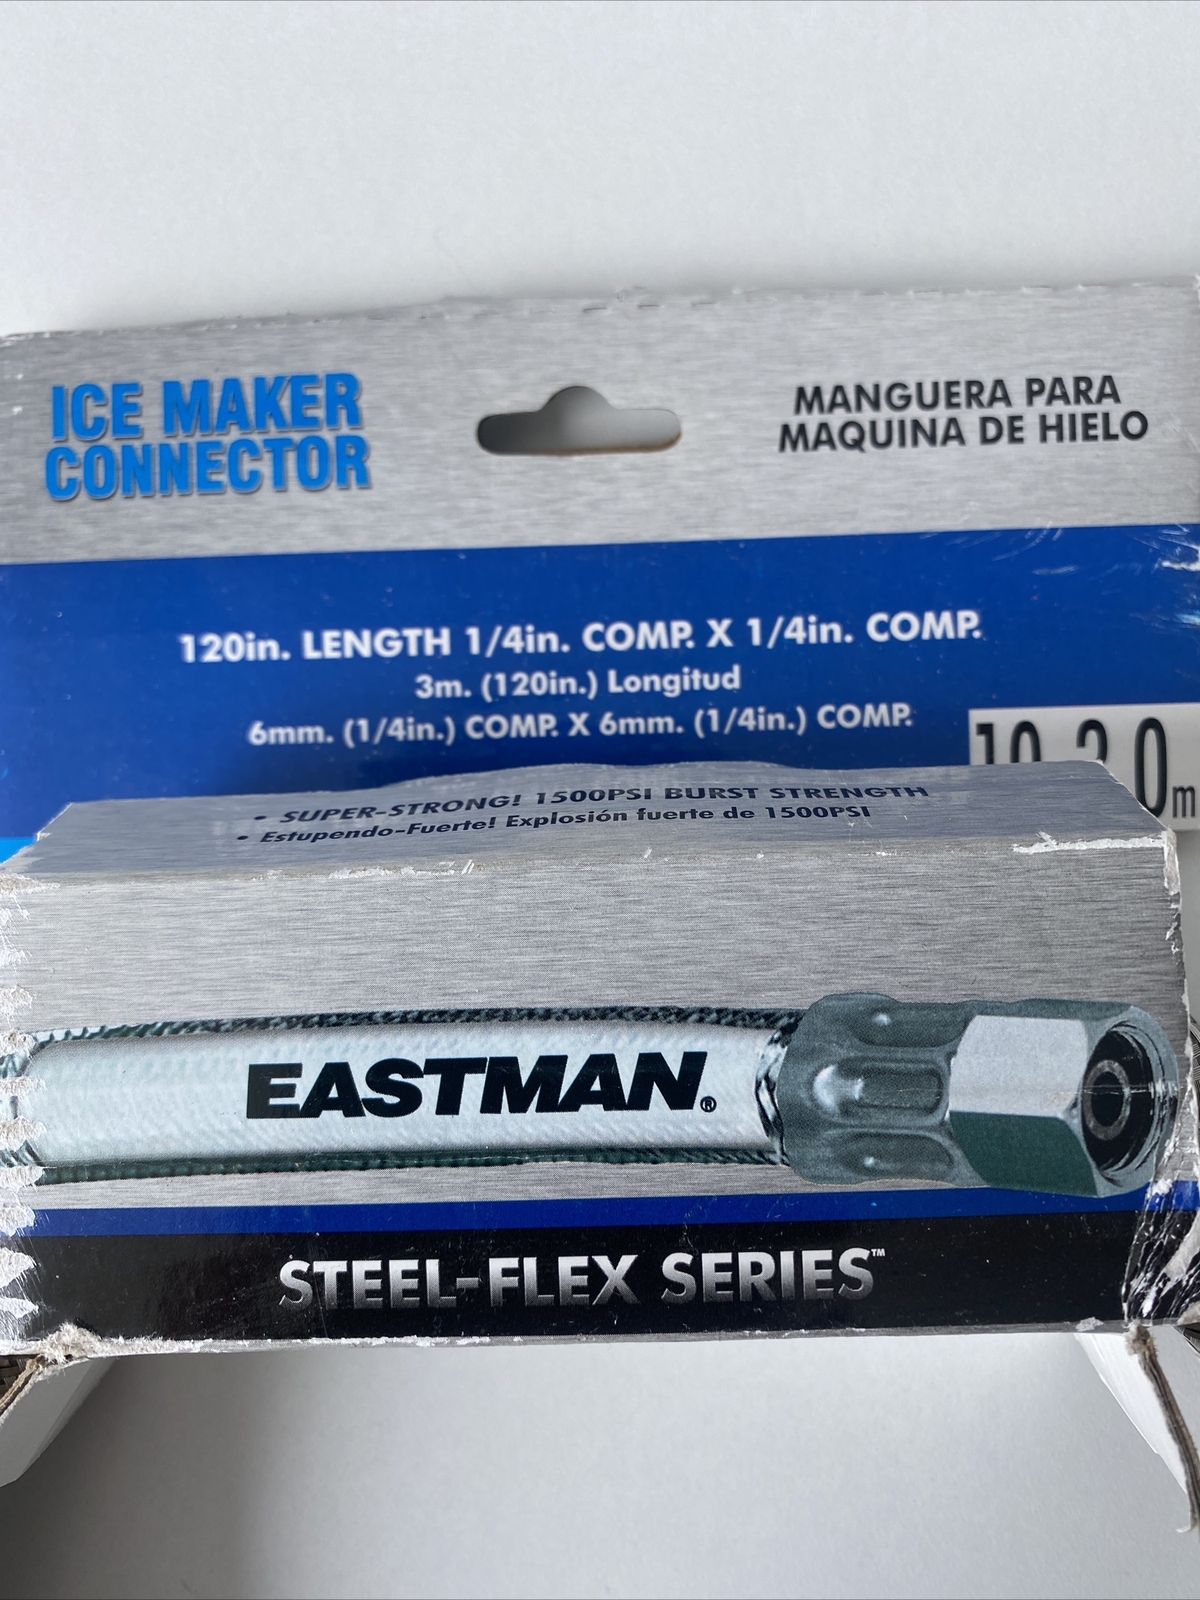 ICE MAKER
CONNECTOR
MANGUERA PARA
MAQUINA DE HIELO
120in. LENGTH 1/4in. COMP. X 1/4in. COMP.
3m. (120in.) Longitud
6mm. (1/4in.) COMP. X 6mm. (1/4in.) COMP.
• SUPER-STRONG! 1500PSI BURST STRENGTH
• Estupendo-Fuerte! Explosión fuerte de 1500PSI
EASTMAN®
STEEL-FLEX SERIES™